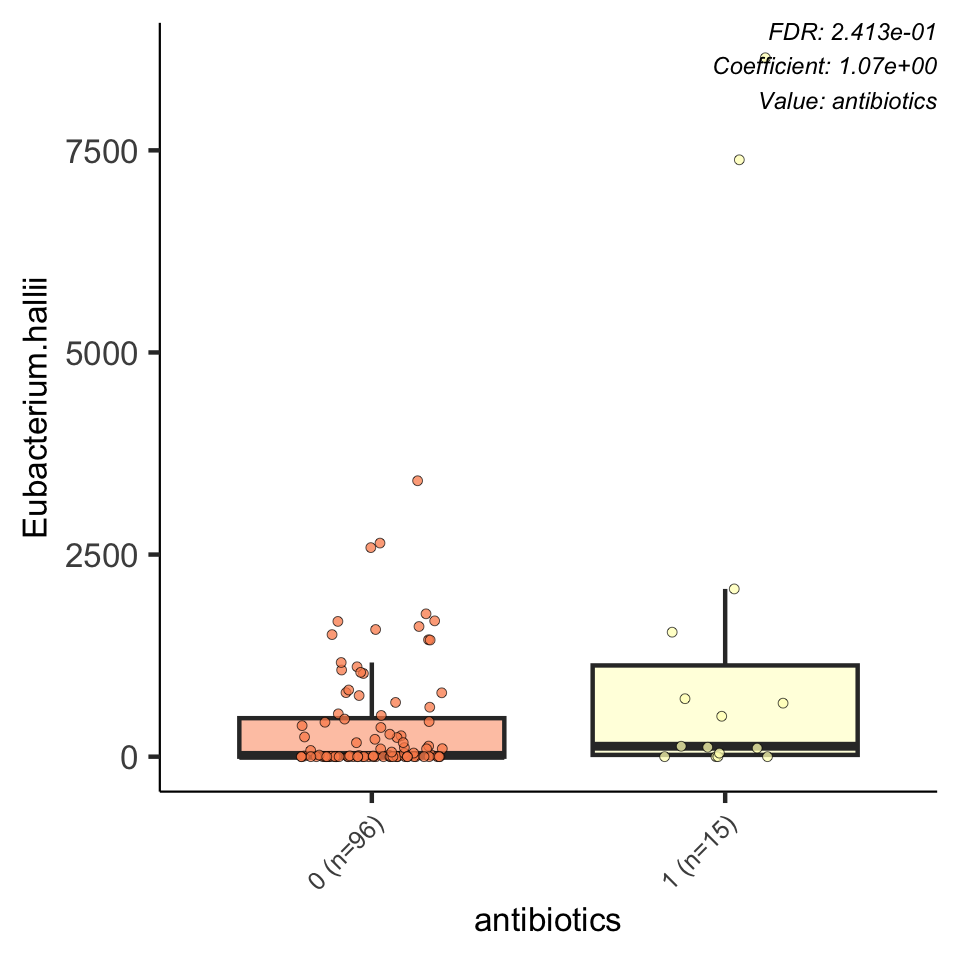 FDR: 2.413e-01
Coefficient: 1.07e+00
Value: antibiotics
7500
5000
2500
0
Eubacterium.hallii
0 (n=96)
1 (n=15)
antibiotics